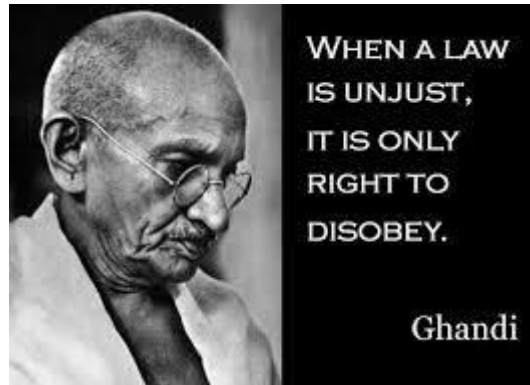 WHEN A LAW
IS UNJUST,
IT IS ONLY
RIGHT TO
DISOBEY.
Ghandi